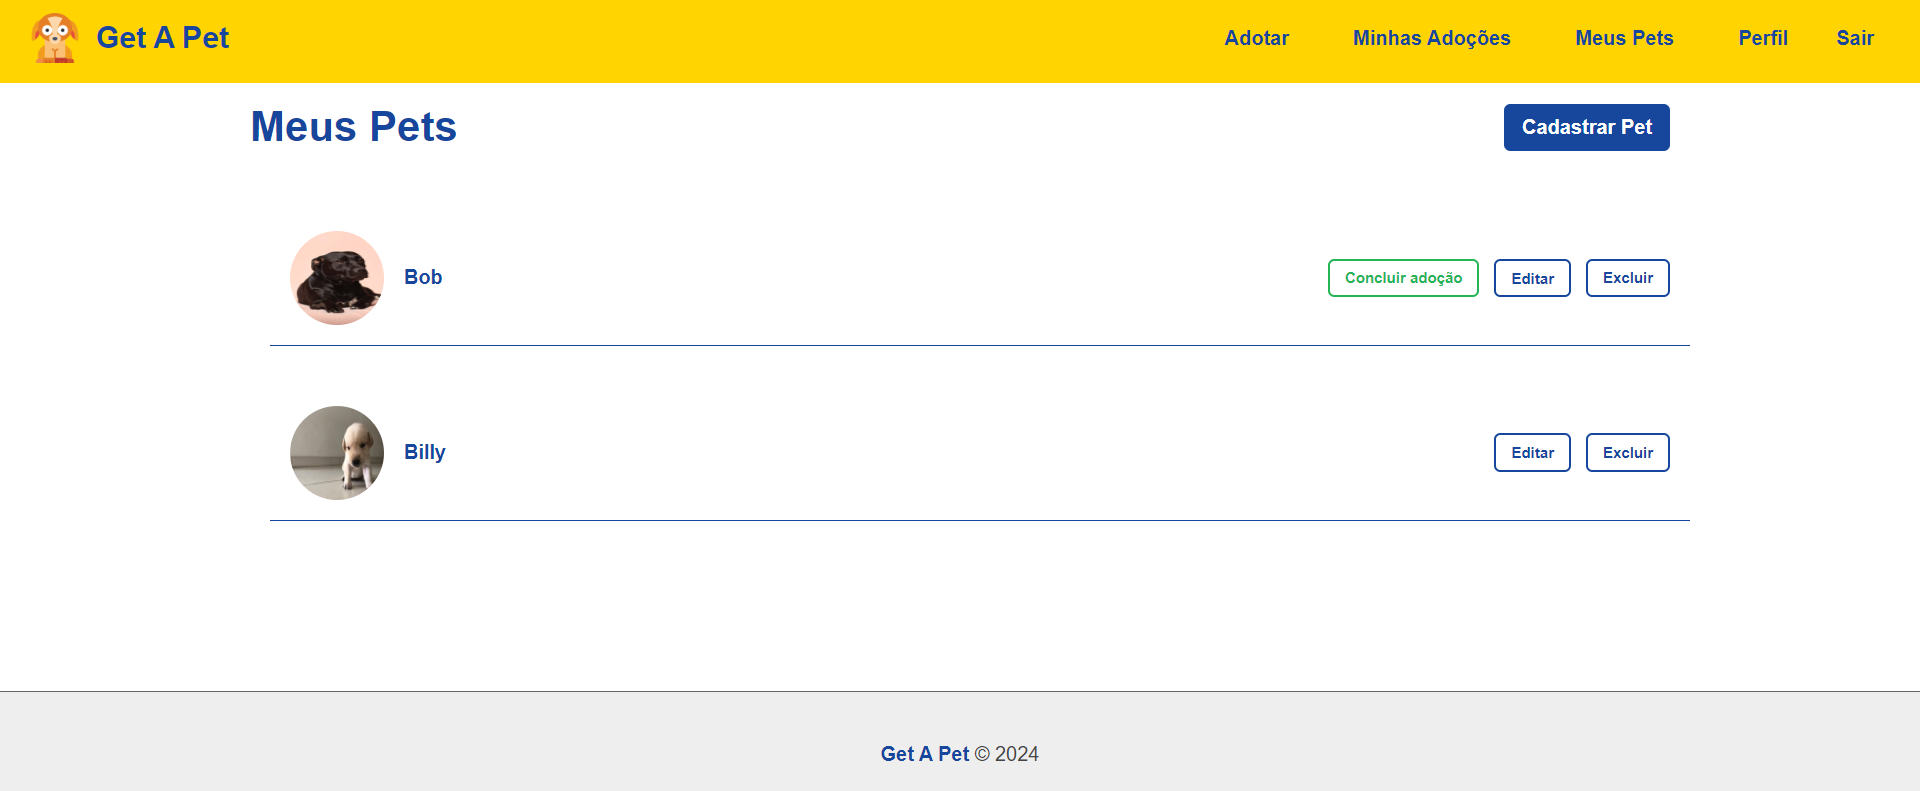 Get A Pet
Adotar Minhas Adoções Meus Pets Perfil Sair
Meus Pets
Cadastrar Pet
Bob
Concluir adoção Editar Excluir
Billy
Editar Excluir
Get A Pet © 2024